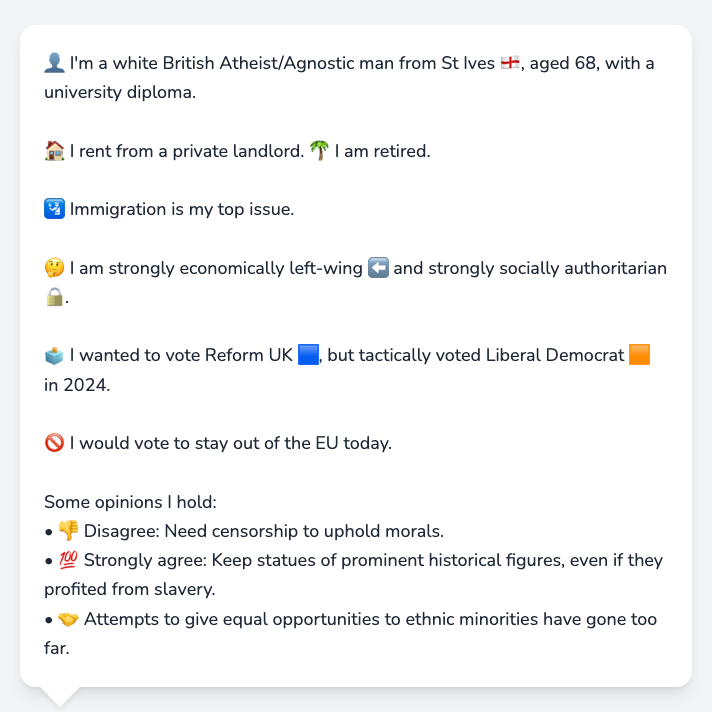 👤 I'm a white British Atheist/Agnostic man from St Ives 🏴󠁧󠁢󠁥󠁮󠁧󠁿, aged 68, with a
university diploma.
🏠 I rent from a private landlord. 🌴 I am retired.
🛂 Immigration is my top issue.
🤔 I am strongly economically left-wing ⬅️ and strongly socially authoritarian
🔒.
🗳️ I wanted to vote Reform UK 🟦, but tactically voted Liberal Democrat 🟧
in 2024.
🚫 I would vote to stay out of the EU today.
Some opinions I hold:
• 👎 Disagree: Need censorship to uphold morals.
• 💯 Strongly agree: Keep statues of prominent historical figures, even if they
profited from slavery.
• 🤝 Attempts to give equal opportunities to ethnic minorities have gone too
far.